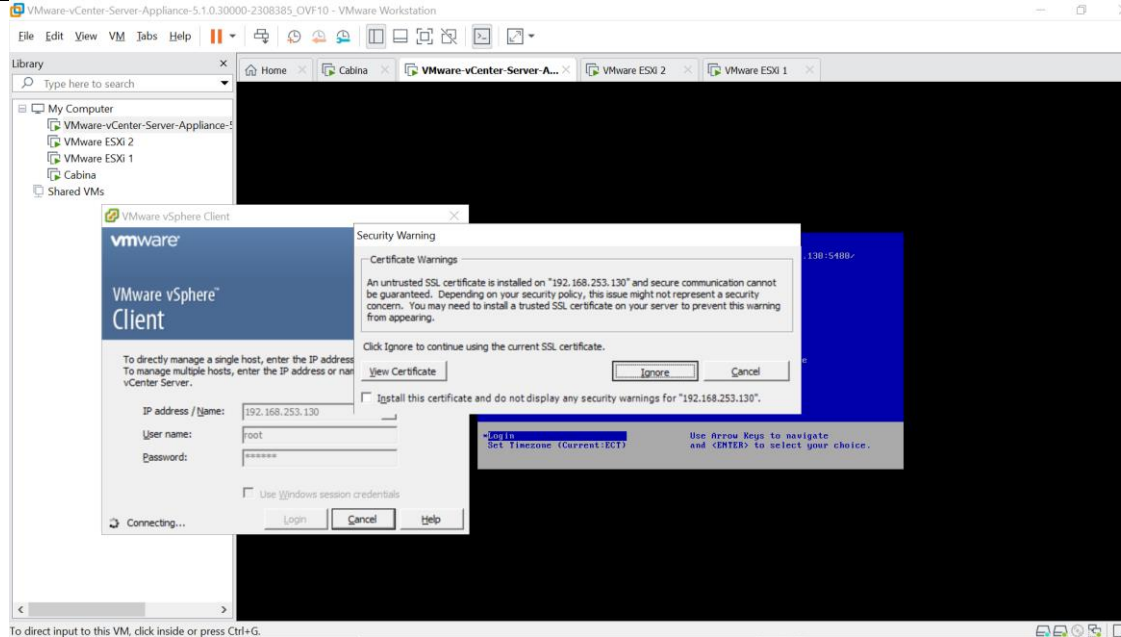 VMware-vCenter-Server-Appliance-5.1.0.30000-2308385_OVF10 - VMware Workstation
File Edit View VM Tabs Help
Library
Home
Cabina
VMware-vCenter-Server-A...
VMware ESXi 2
VMware ESXi 1
Type here to search
My Computer
VMware-vCenter-Server-Appliance-5
VMware ESXi 2
VMware ESXi 1
Cabina
Shared VMs
VMware vSphere Client
vmware
VMware vSphere™
Client
To directly manage a single host, enter the IP address
To manage multiple hosts, enter the IP address or nam
vCenter Server.
IP address / Name: 192.168.253.130
User name: root
Password: ******
Use Windows session credentials
Connecting...
Login Cancel Help
Security Warning
Certificate Warnings
An untrusted SSL certificate is installed on "192.168.253.130" and secure communication cannot
be guaranteed. Depending on your security policy, this issue might not represent a security
concern. You may need to install a trusted SSL certificate on your server to prevent this warning
from appearing.
Click Ignore to continue using the current SSL certificate.
View Certificate Ignore Cancel
Install this certificate and do not display any security warnings for "192.168.253.130".
.130:5480/
e
*Login
Set Timezone (Current:ECT)
Use Arrow Keys to navigate
and <ENTER> to select your choice.
To direct input to this VM, click inside or press Ctrl+G.